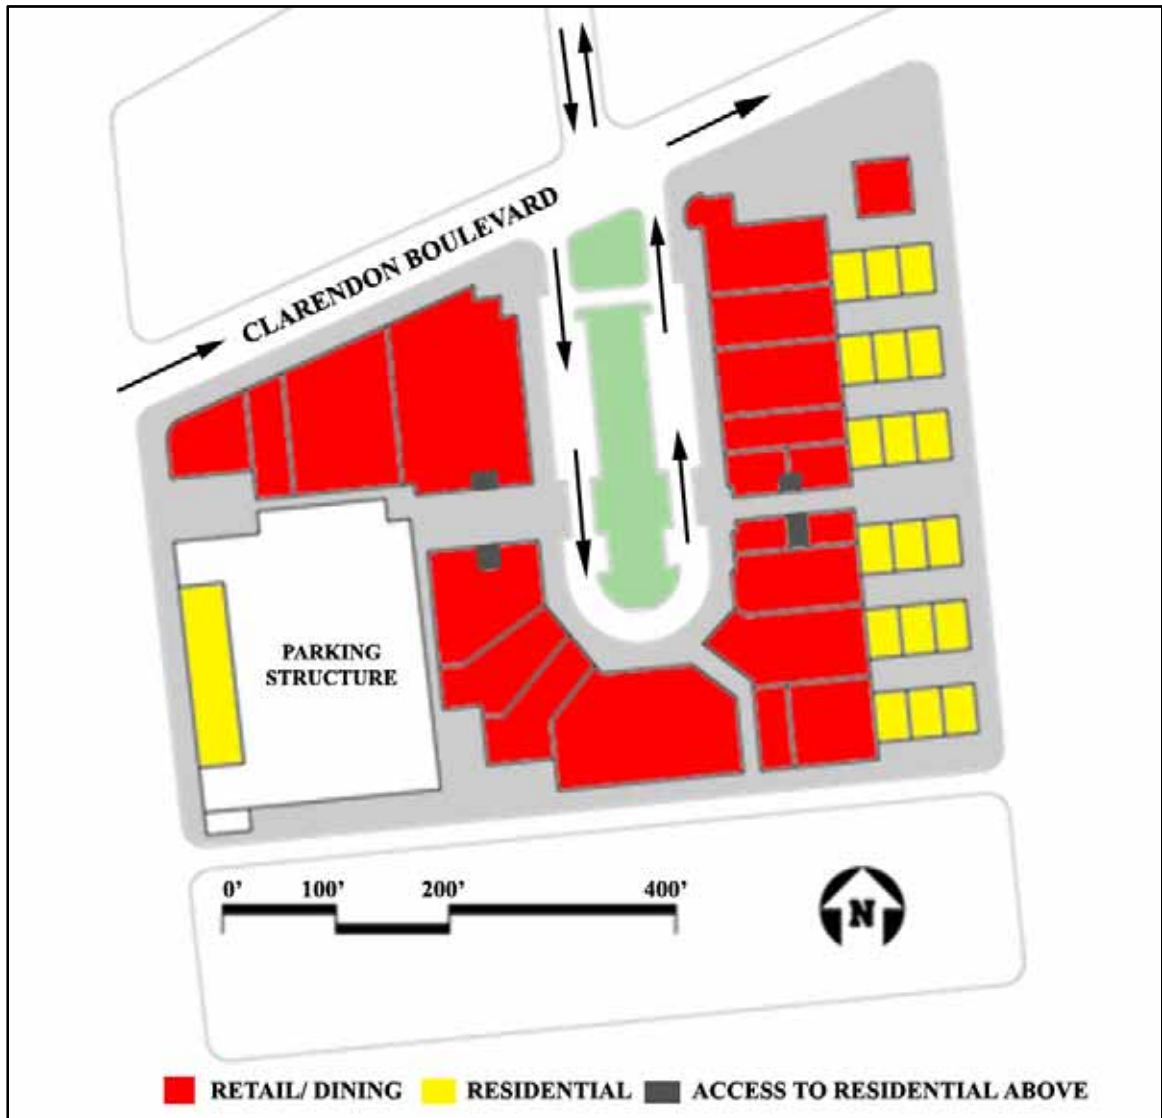 CLARENDON BOULEVARD
PARKING
STRUCTURE
0' 100' 200' 400'
N
RETAIL/ DINING RESIDENTIAL ACCESS TO RESIDENTIAL ABOVE